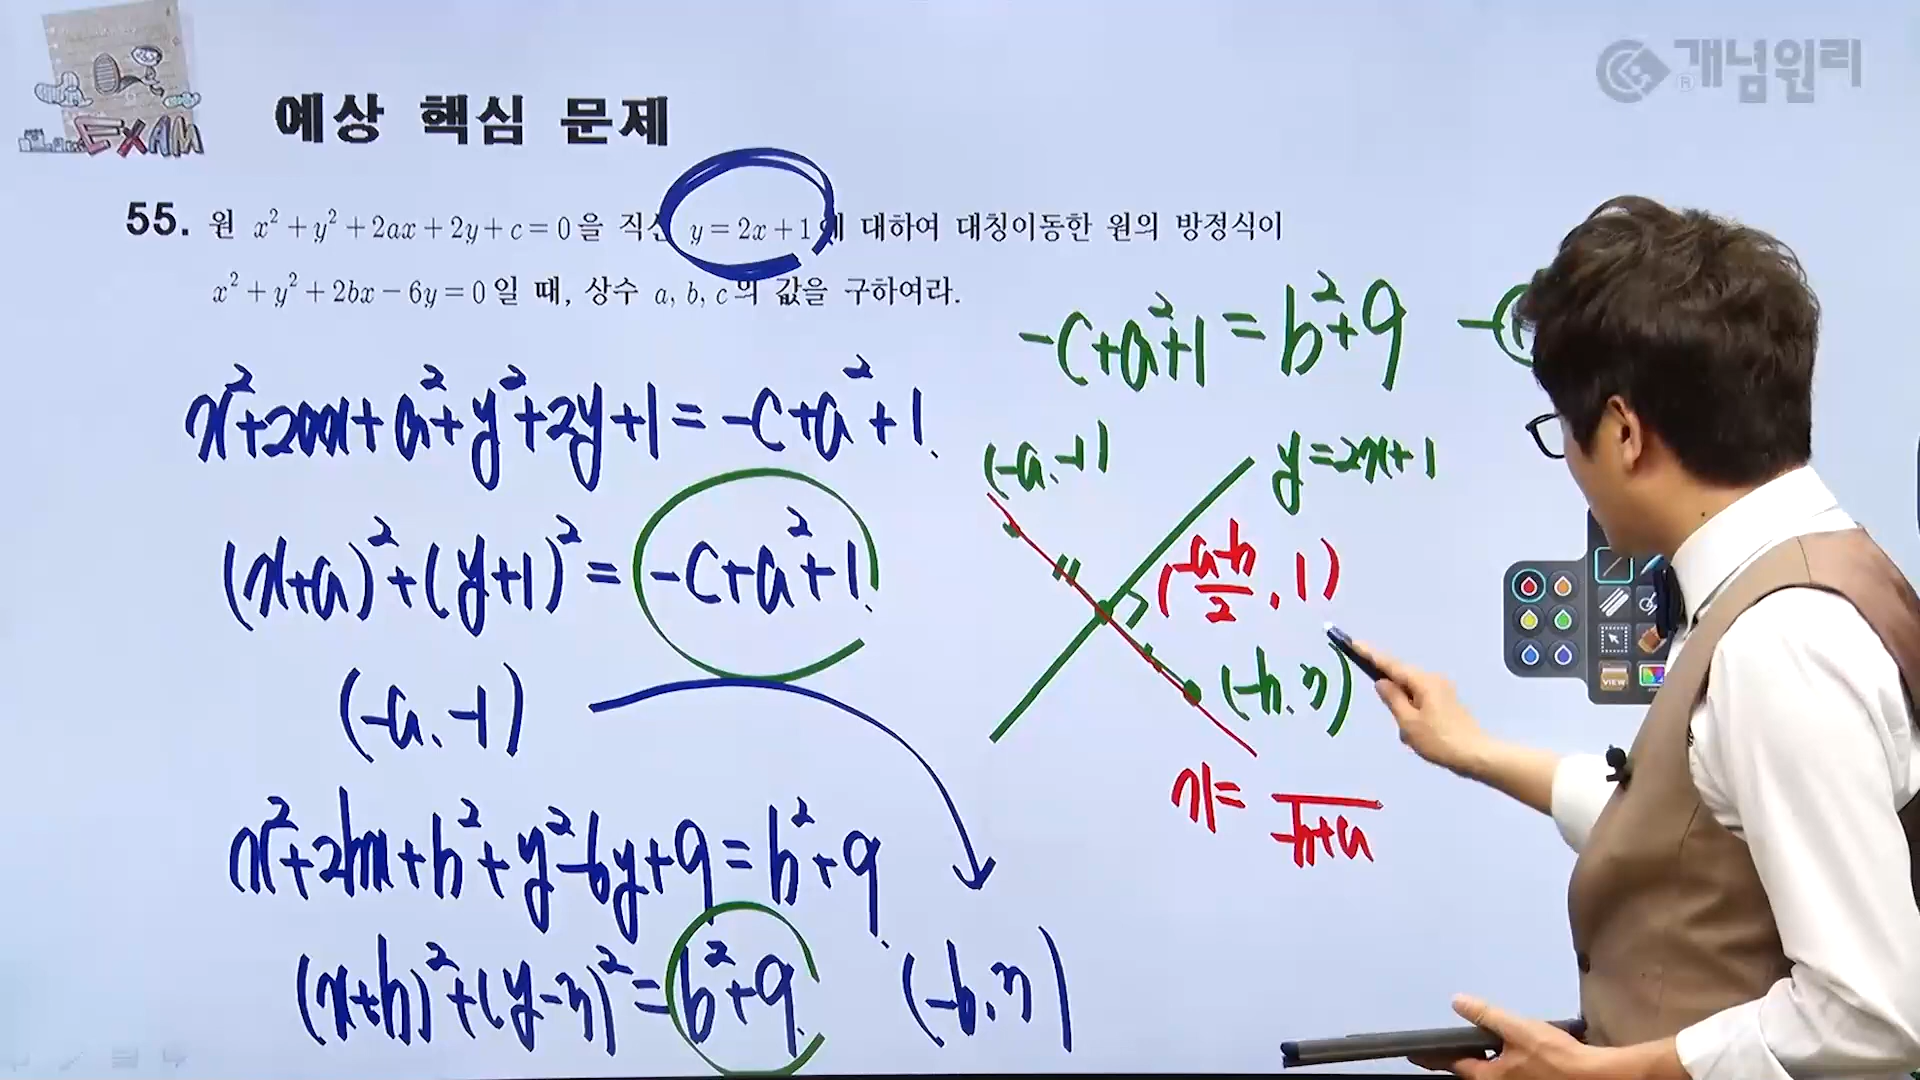 개념원리
EXAM
예상 핵심 문제
55. 원 x²+y²+2ax+2y+c=0을 직선 y=2x+1에 대하여 대칭이동한 원의 방정식이
x²+y²+2bx-6y=0일 때, 상수 a, b, c의 값을 구하여라.
-c+a²+1=b²+9
x²+2ax+a²+y²+2y+1=-c+a²+1
(-a, -1)
y=2x+1
(x+a)²+(y+1)²=-c+a²+1
(-a-b/2, 1)
(-a, -1)
(-b, 3)
x²+2bx+b²+y²-6y+9=b²+9
-b+a
(x+b)²+(y-3)²=b²+9
(-b, 3)
VIEW